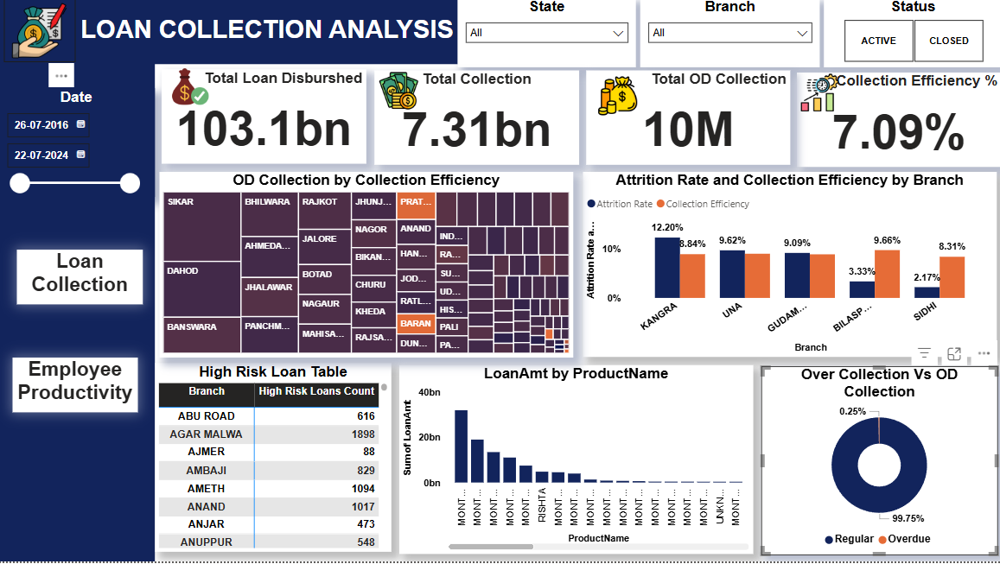 LOAN COLLECTION ANALYSIS
State
All
Branch
All
Status
ACTIVE
CLOSED
Date
26-07-2016
22-07-2024
Loan
Collection
Employee
Productivity
Total Loan Disburshed
103.1bn
Total Collection
7.31bn
Total OD Collection
10M
Collection Efficiency %
7.09%
OD Collection by Collection Efficiency
SIKAR
DAHOD
BANSWARA
BHILWARA
AHMEDA...
JHALAWAR
PANCHM...
RAJKOT
JALORE
BOTAD
NAGAUR
MAHISA...
JHUNJ...
NAGOR
BIKAN...
CHURU
KHEDA
RAJSA...
PRAT...
ANAND
HAN...
JOD...
RATL...
BARAN
DUN...
IND...
RA...
SU...
UD...
HIS...
PALI
PA...
Attrition Rate and Collection Efficiency by Branch
Attrition Rate
Collection Efficiency
Attrition Rate a...
10%
0%
12.20%
8.84%
9.62%
9.09%
3.33%
9.66%
2.17%
8.31%
KANGRA
UNA
GUDAM...
BILASP...
SIDHI
Branch
High Risk Loan Table
Branch High Risk Loans Count
ABU ROAD 616
AGAR MALWA 1898
AJMER 88
AMBAJI 829
AMETH 1094
ANAND 1017
ANJAR 473
ANUPPUR 548
LoanAmt by ProductName
Sum of LoanAmt
40bn
20bn
0bn
MONT...
MONT...
MONT...
MONT...
MONT...
RISHTA
MONT...
MONT...
MONT...
MONT...
MONT...
MONT...
MONT...
MONT...
MONT...
MONT...
UNKN...
MONT...
ProductName
Over Collection Vs OD
Collection
0.25%
99.75%
Regular
Overdue